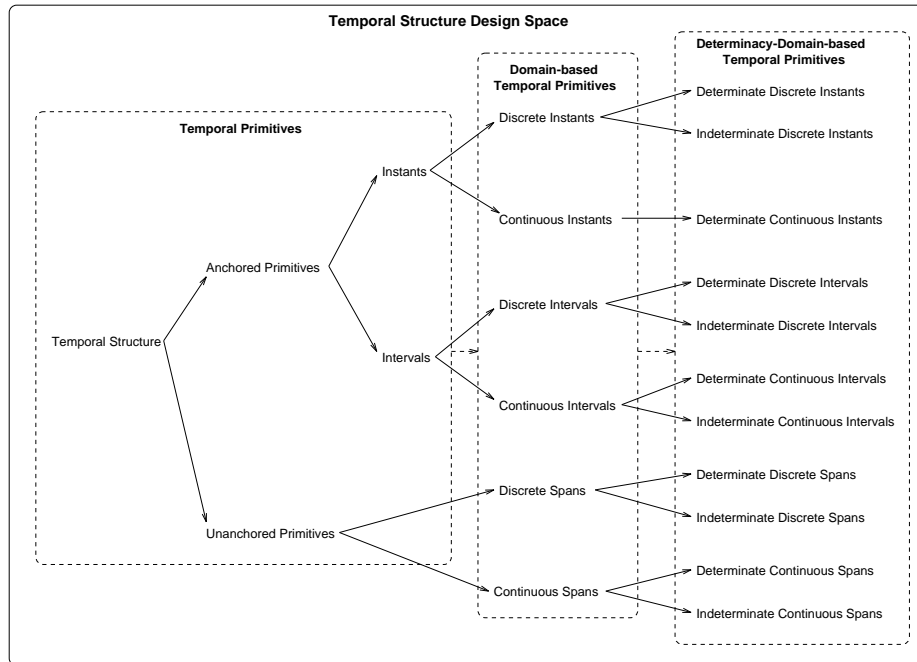 Temporal Structure Design Space
Temporal Primitives
Domain-based
Temporal Primitives
Determinacy-Domain-based
Temporal Primitives
Temporal Structure
Anchored Primitives
Unanchored Primitives
Instants
Intervals
Discrete Instants
Continuous Instants
Discrete Intervals
Continuous Intervals
Discrete Spans
Continuous Spans
Determinate Discrete Instants
Indeterminate Discrete Instants
Determinate Continuous Instants
Determinate Discrete Intervals
Indeterminate Discrete Intervals
Determinate Continuous Intervals
Indeterminate Continuous Intervals
Determinate Discrete Spans
Indeterminate Discrete Spans
Determinate Continuous Spans
Indeterminate Continuous Spans